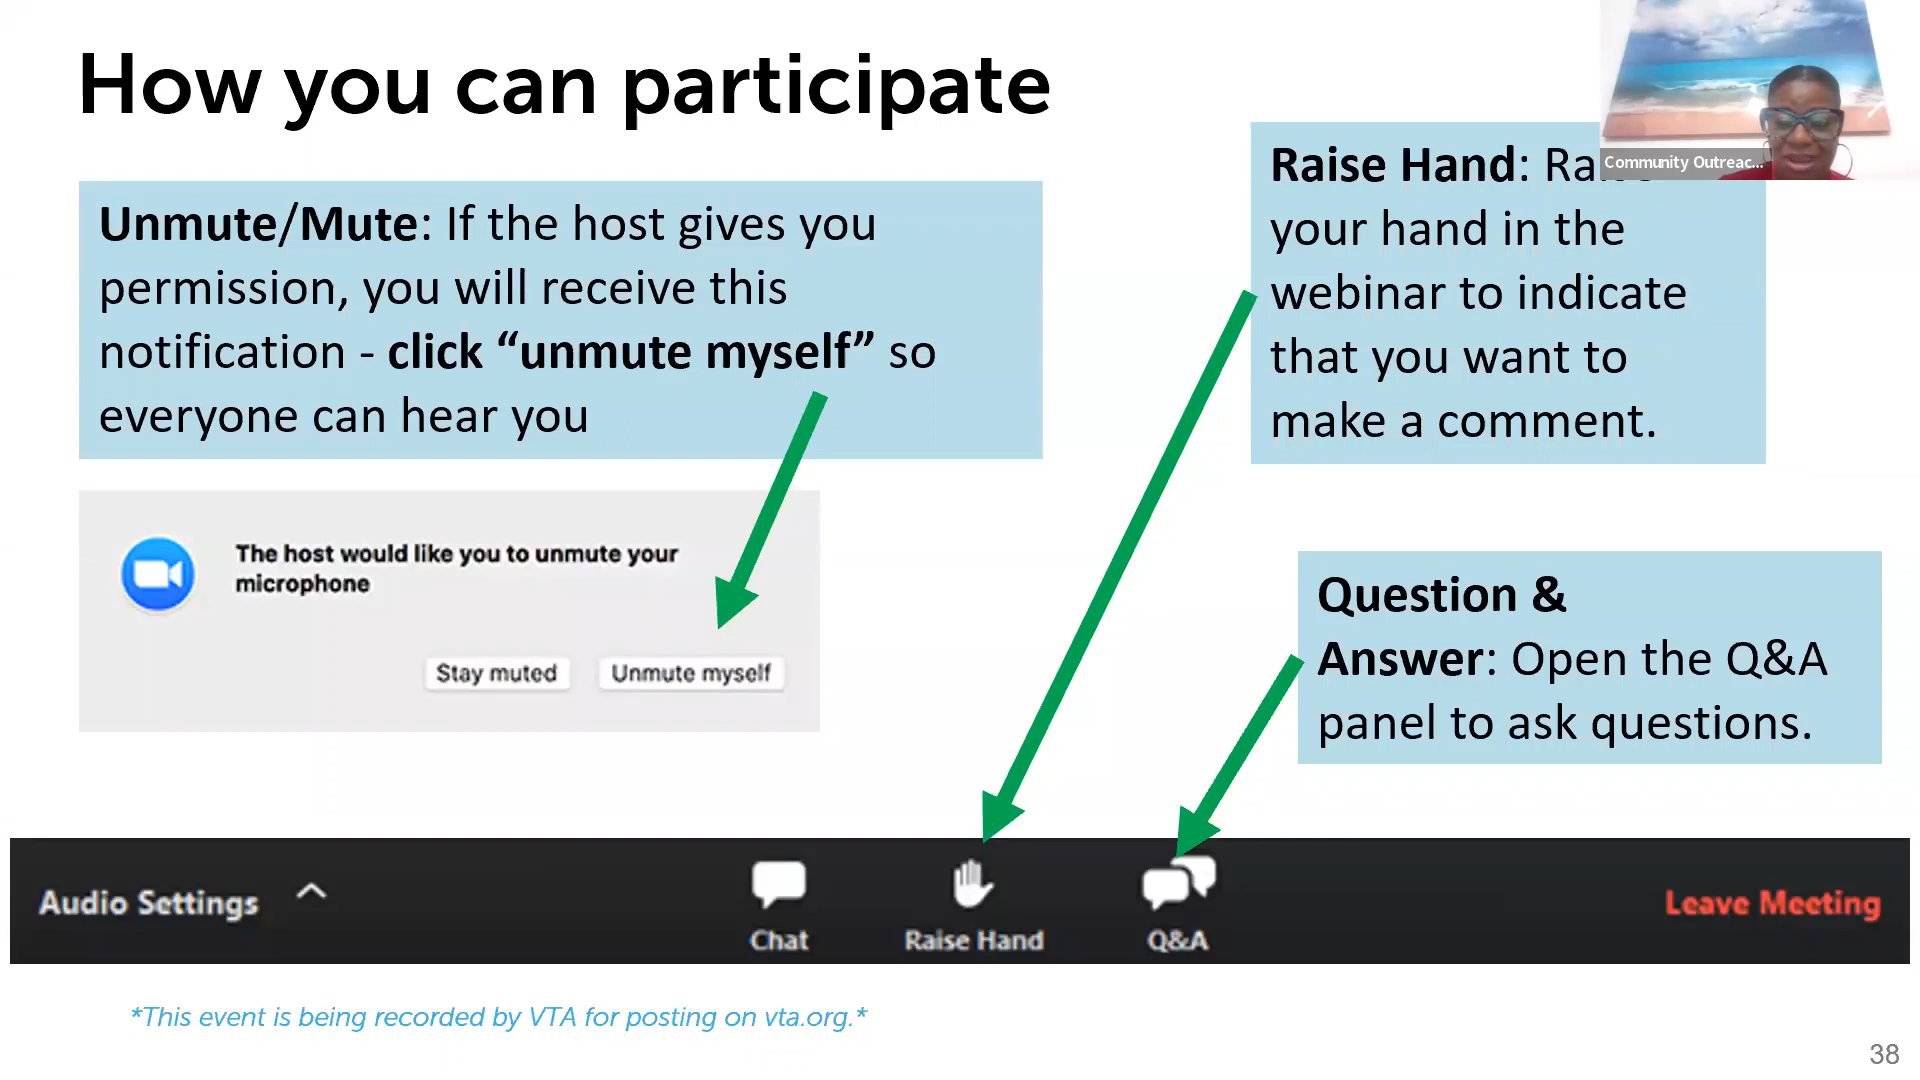 How you can participate
Community Outreac...
Unmute/Mute: If the host gives you
permission, you will receive this
notification - click “unmute myself” so
everyone can hear you
Raise Hand:
your hand in the
webinar to indicate
that you want to
make a comment.
The host would like you to unmute your
microphone
Stay muted
Unmute myself
Question &
Answer: Open the Q&A
panel to ask questions.
Audio Settings
Chat
Raise Hand
Q&A
Leave Meeting
*This event is being recorded by VTA for posting on vta.org.*
38